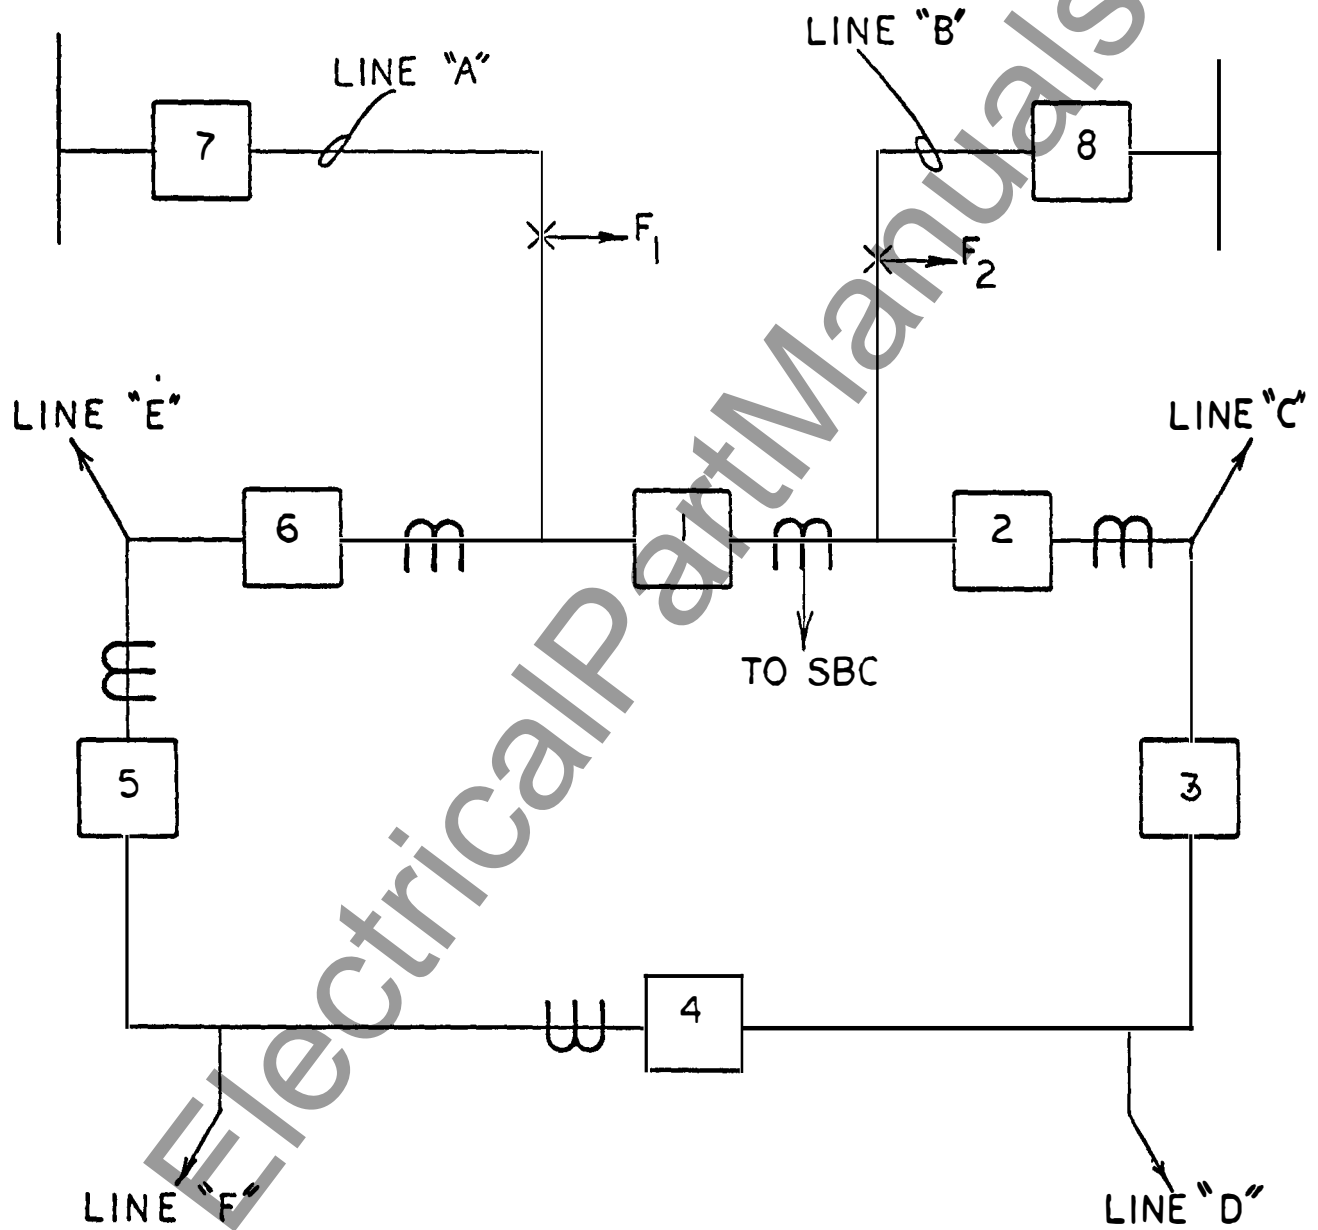 LINE "B"
LINE "A"
7
8
F1
F2
LINE "E"
LINE "C"
6
1
2
TO SBC
5
3
4
LINE "F"
LINE "D"
ElectricalPartManuals